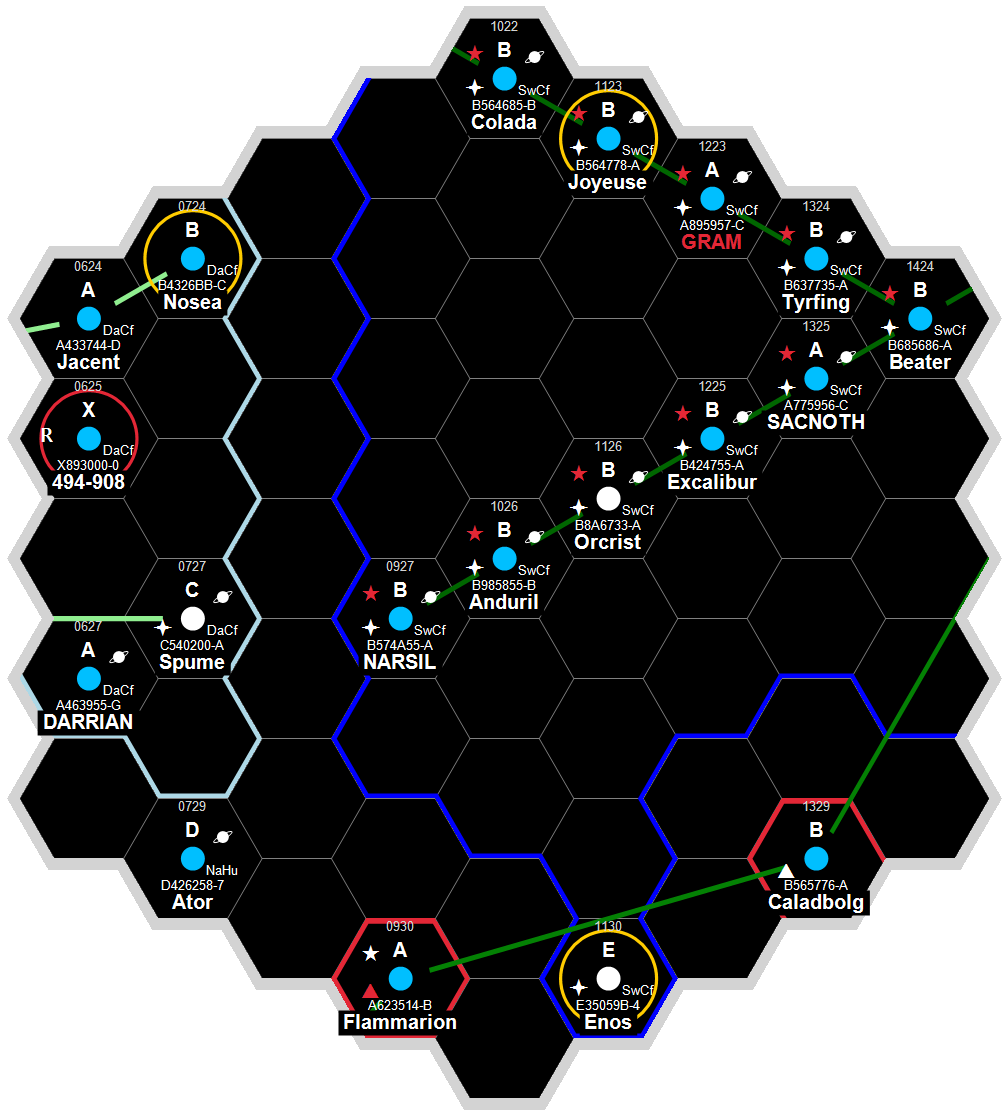 1022
B
SwCf
B564685-B
Colada
1123
B
SwCf
B564778-A
Joyeuse
1223
A
SwCf
A895957-C
GRAM
0724
B
DaCf
B4326BB-C
Nosea
1324
B
SwCf
B637735-A
Tyrfing
0624
A
DaCf
A433744-D
Jacent
1424
B
SwCf
B685686-A
Beater
1325
A
SwCf
A775956-C
SACNOTH
0625
X
R
DaCf
X893000-0
494-908
1225
B
SwCf
B424755-A
Excalibur
1126
B
SwCf
B8A6733-A
Orcrist
1026
B
SwCf
B985855-B
Anduril
0727
C
DaCf
C540200-A
Spume
0927
B
SwCf
B574A55-A
NARSIL
0627
A
DaCf
A463955-G
DARRIAN
0729
D
NaHu
D426258-7
Ator
1329
B
B565776-A
Caladbolg
0930
A
A623514-B
Flammarion
1130
E
SwCf
E35059B-4
Enos